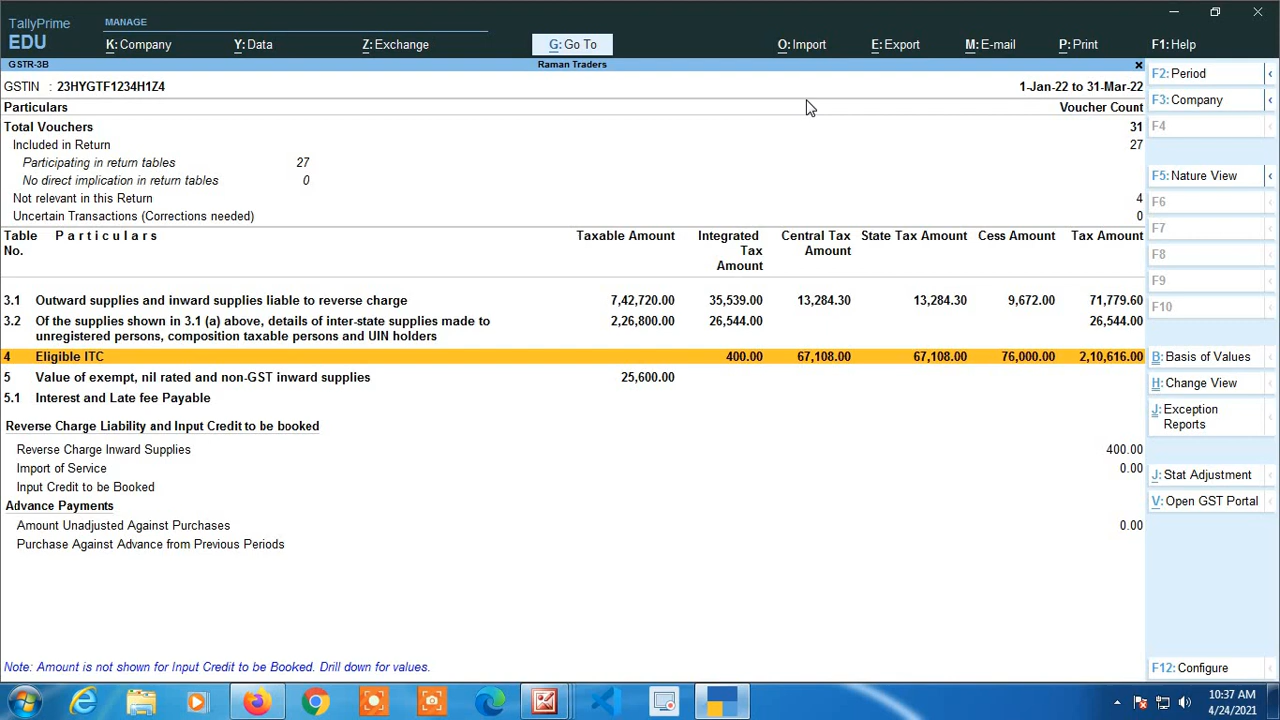 TallyPrime
EDU
MANAGE
K: Company
Y: Data
Z: Exchange
G: Go To
O: Import
E: Export
M: E-mail
P: Print
F1: Help
GSTR-3B
Raman Traders
GSTIN : 23HYGTF1234H1Z4
1-Jan-22 to 31-Mar-22
Particulars
Voucher Count
Total Vouchers 31
Included in Return 27
Participating in return tables 27
No direct implication in return tables 0
Not relevant in this Return 4
Uncertain Transactions (Corrections needed) 0
Table No. Particulars Taxable Amount Integrated Tax Amount Central Tax Amount State Tax Amount Cess Amount Tax Amount
3.1 Outward supplies and inward supplies liable to reverse charge 7,42,720.00 35,539.00 13,284.30 13,284.30 9,672.00 71,779.60
3.2 Of the supplies shown in 3.1 (a) above, details of inter-state supplies made to 2,26,800.00 26,544.00 26,544.00
unregistered persons, composition taxable persons and UIN holders
4 Eligible ITC 400.00 67,108.00 67,108.00 76,000.00 2,10,616.00
5 Value of exempt, nil rated and non-GST inward supplies 25,600.00
5.1 Interest and Late fee Payable
Reverse Charge Liability and Input Credit to be booked
Reverse Charge Inward Supplies 400.00
Import of Service 0.00
Input Credit to be Booked
Advance Payments
Amount Unadjusted Against Purchases 0.00
Purchase Against Advance from Previous Periods
Note: Amount is not shown for Input Credit to be Booked. Drill down for values.
F2: Period
F3: Company
F4
F5: Nature View
F6
F7
F8
F9
F10
B: Basis of Values
H: Change View
J: Exception
Reports
J: Stat Adjustment
V: Open GST Portal
F12: Configure
10:37 AM
4/24/2021